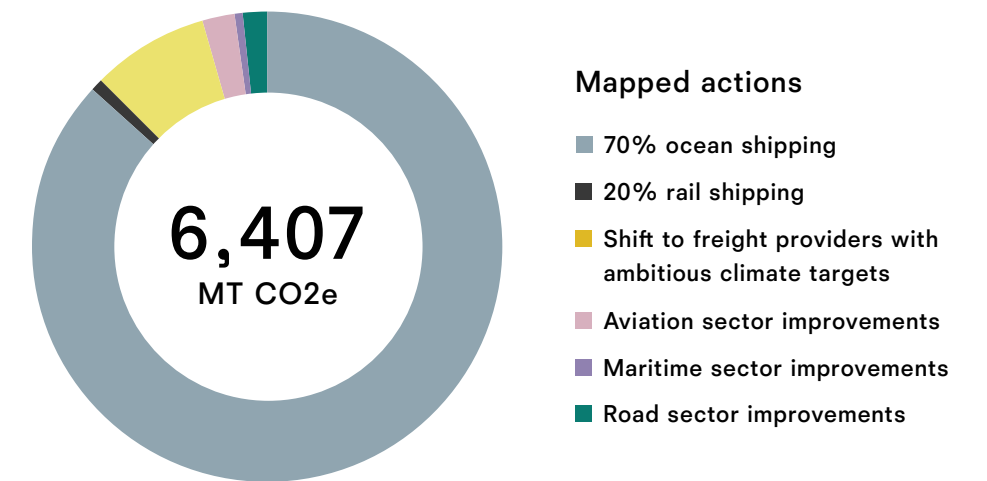 6,407
MT CO2e
Mapped actions
70% ocean shipping
20% rail shipping
Shift to freight providers with
ambitious climate targets
Aviation sector improvements
Maritime sector improvements
Road sector improvements